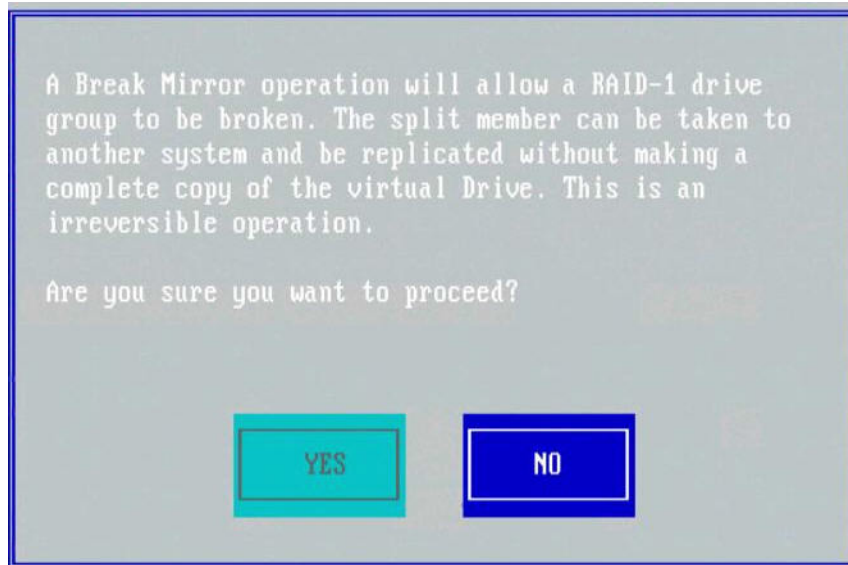 A Break Mirror operation will allow a RAID-1 drive
group to be broken. The split member can be taken to
another system and be replicated without making a
complete copy of the virtual Drive. This is an
irreversible operation.
Are you sure you want to proceed?
YES NO